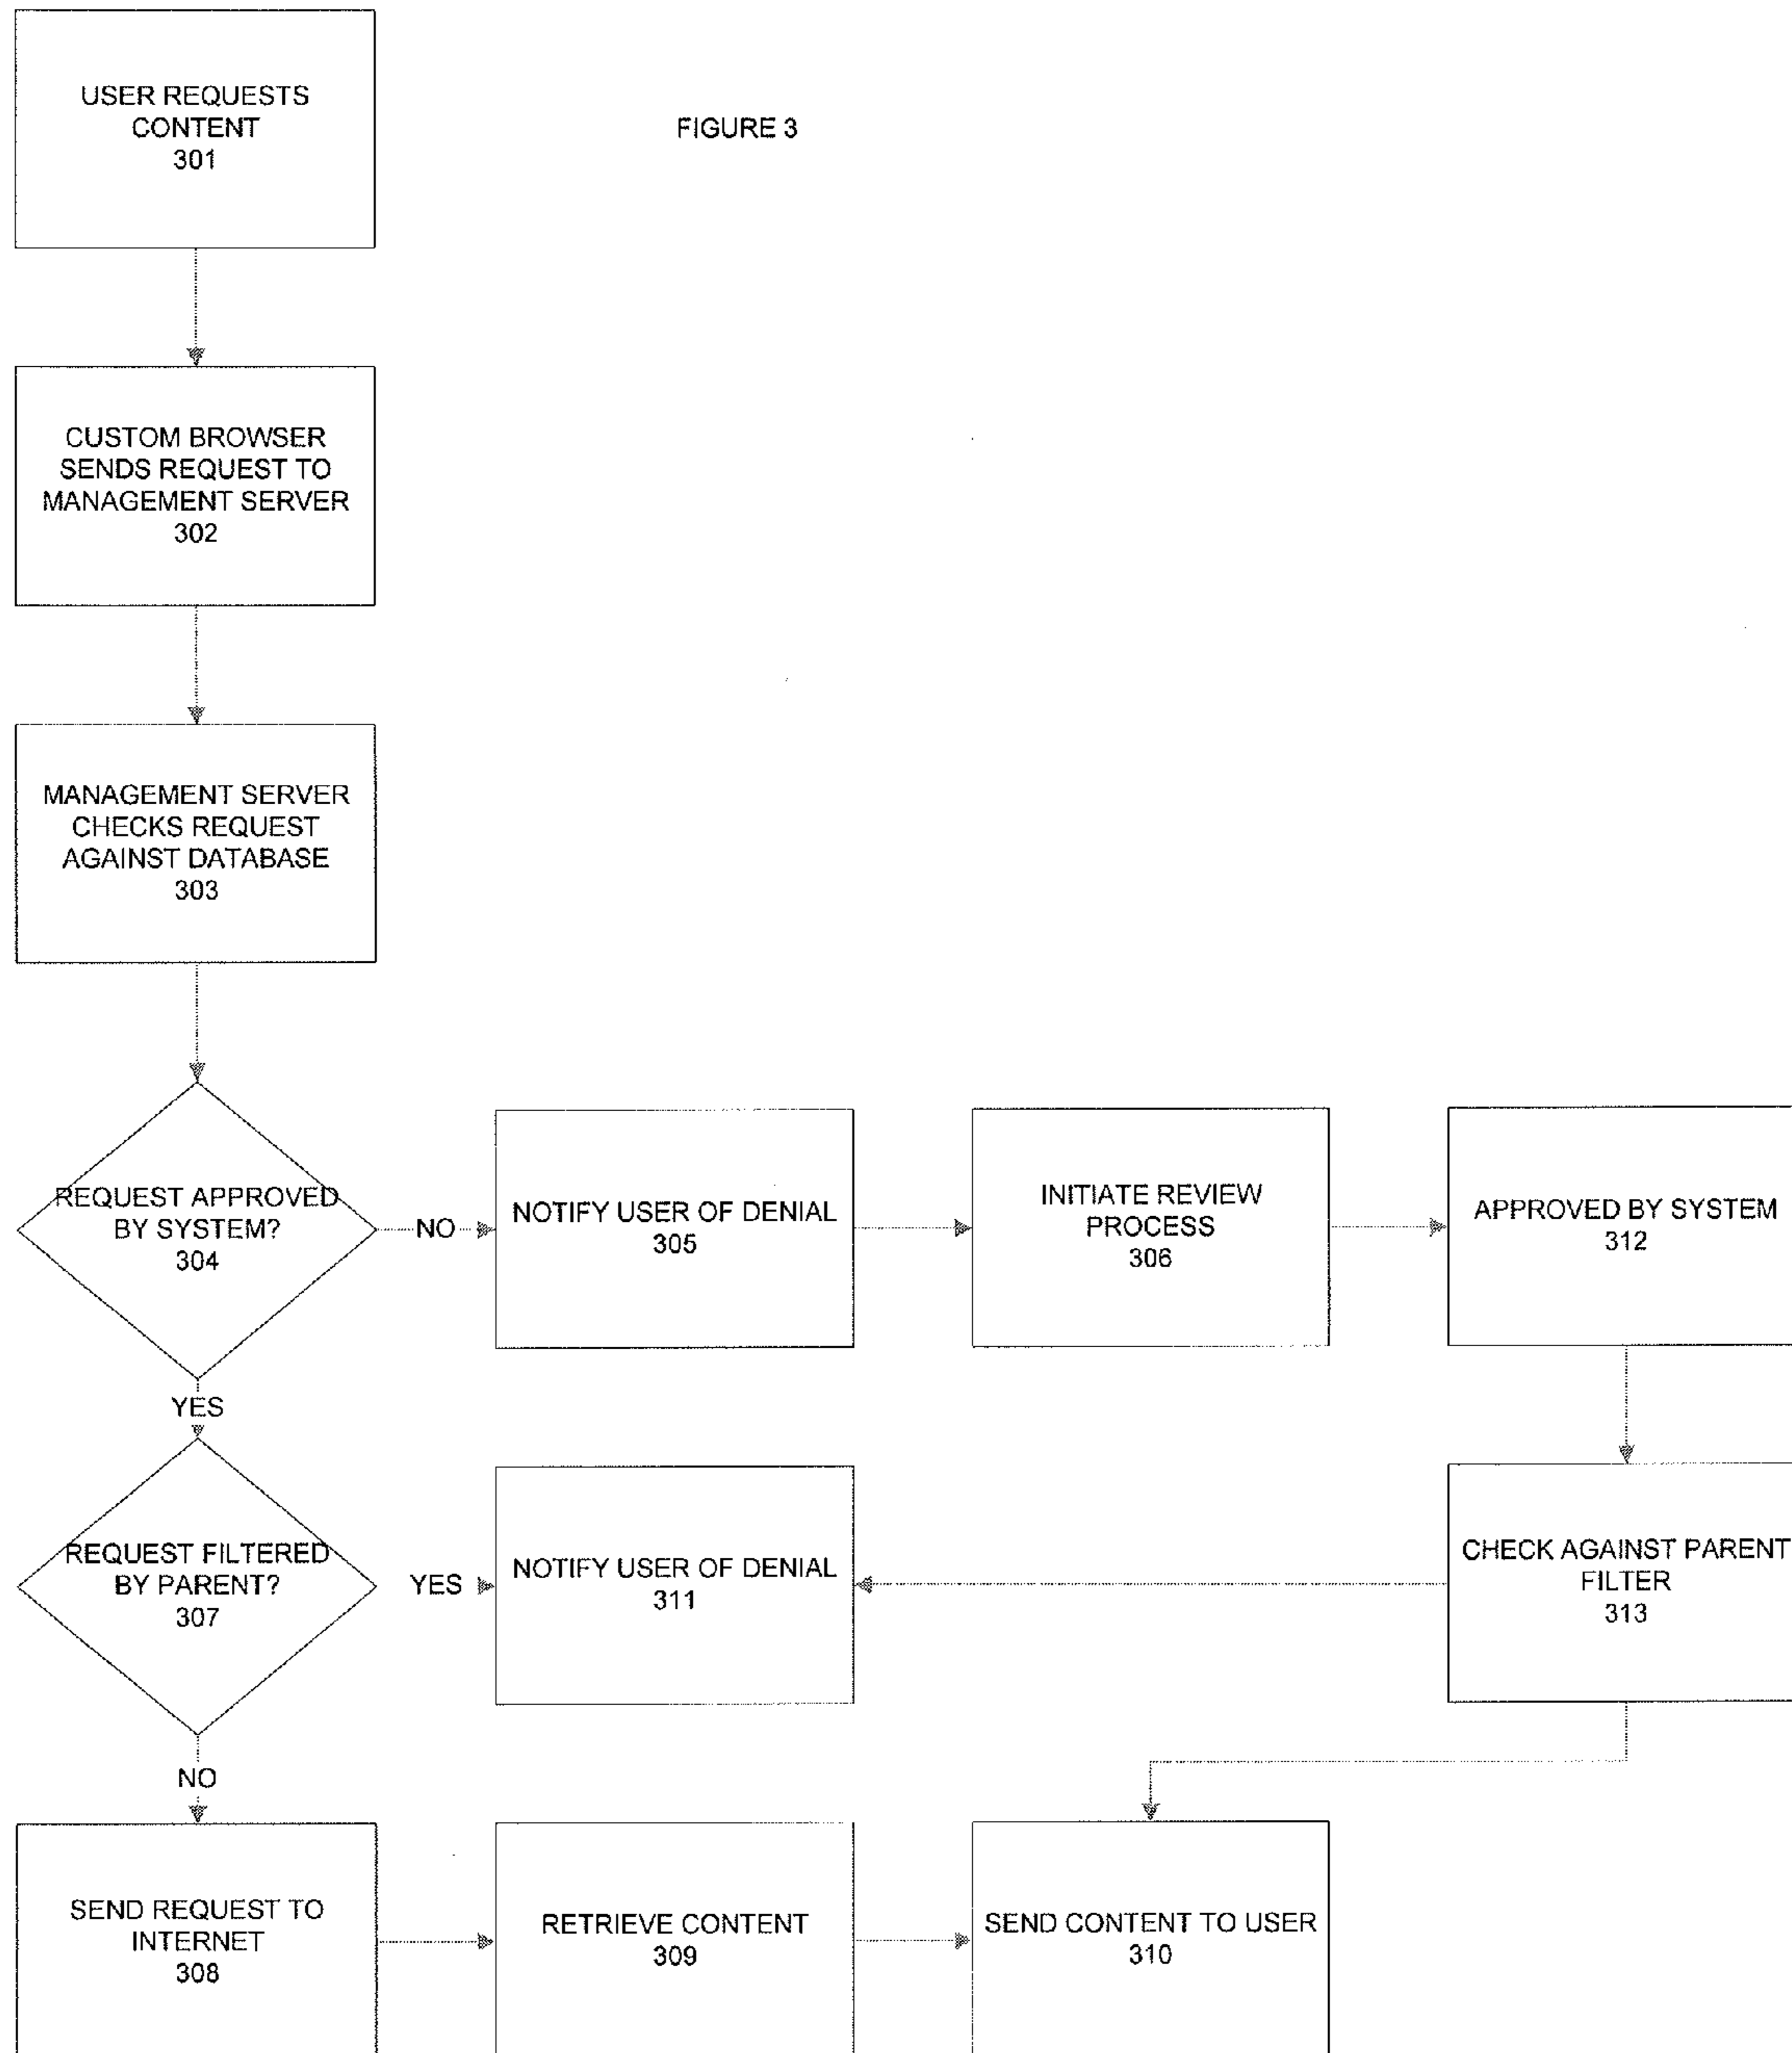 USER REQUESTS
CONTENT
301
FIGURE 3
CUSTOM BROWSER
SENDS REQUEST TO
MANAGEMENT SERVER
302
MANAGEMENT SERVER
CHECKS REQUEST
AGAINST DATABASE
303
REQUEST APPROVED
BY SYSTEM?
304
NO
NOTIFY USER OF DENIAL
305
INITIATE REVIEW
PROCESS
306
APPROVED BY SYSTEM
312
YES
REQUEST FILTERED
BY PARENT?
307
YES
NOTIFY USER OF DENIAL
311
CHECK AGAINST PARENT
FILTER
313
NO
SEND REQUEST TO
INTERNET
308
RETRIEVE CONTENT
309
SEND CONTENT TO USER
310